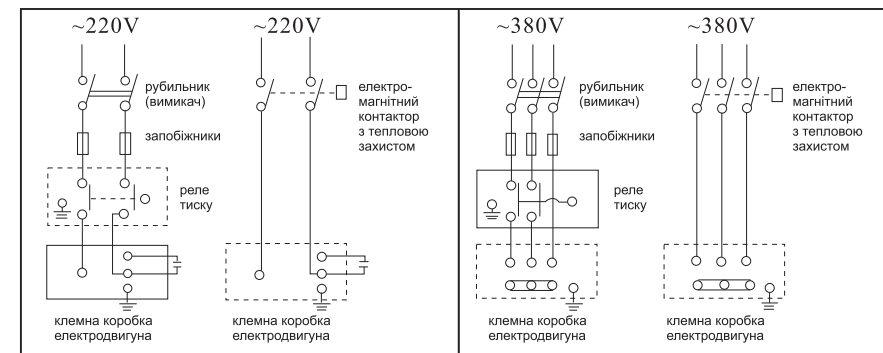 ~220V
рубильник
(вимикач)
запобіжники
реле
тиску
клемна коробка
електродвигуна
~220V
електро-
магнітний
контактор
з тепловою
захистом
клемна коробка
електродвигуна
~380V
рубильник
(вимикач)
запобіжники
реле
тиску
клемна коробка
електродвигуна
~380V
електро-
магнітний
контактор
з тепловою
захистом
клемна коробка
електродвигуна